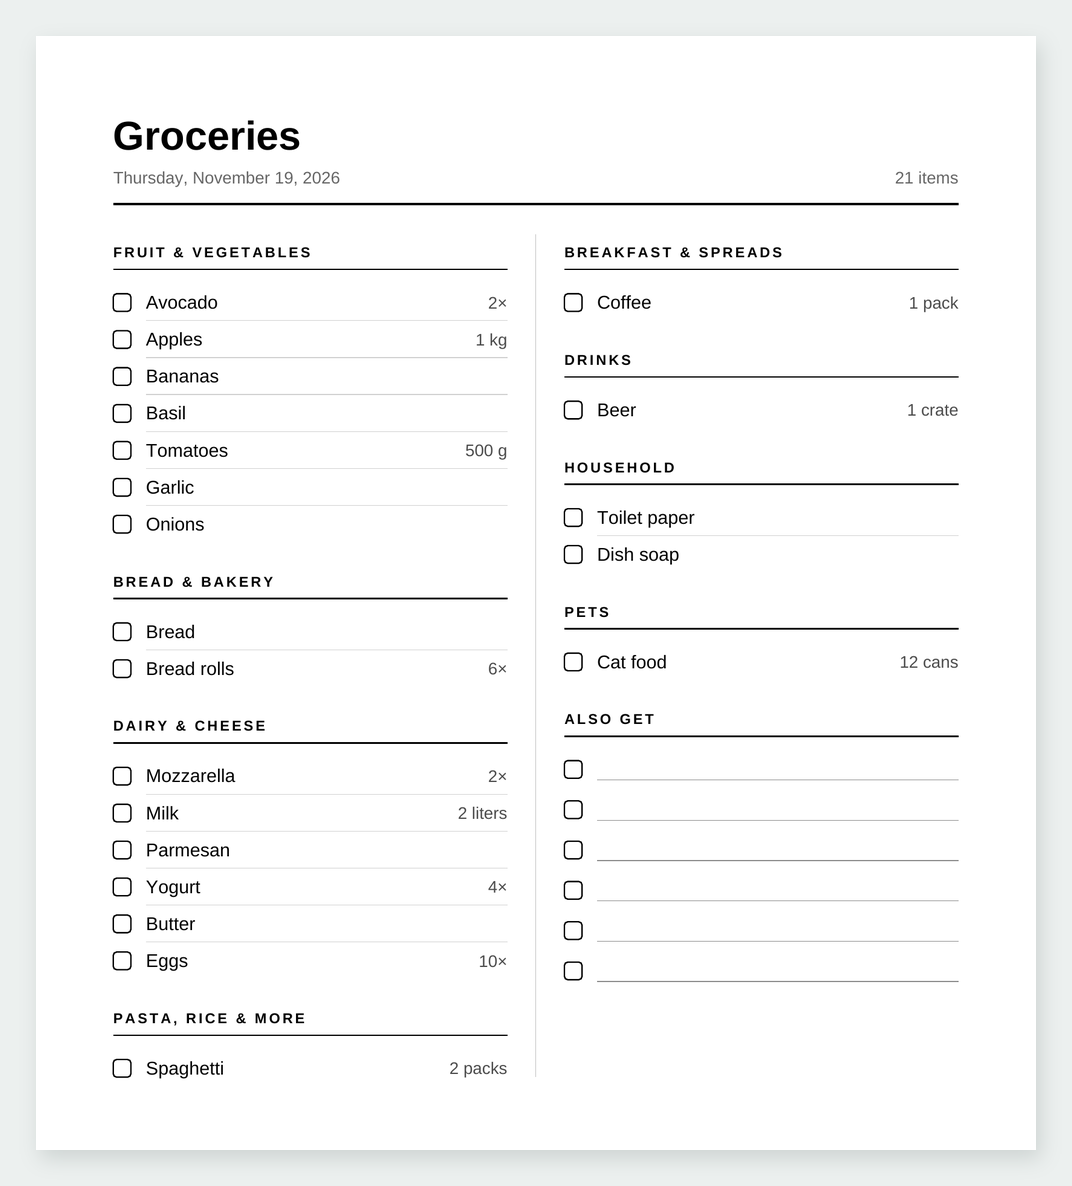 Groceries
Thursday, November 19, 2026 21 items
FRUIT & VEGETABLES
Avocado 2×
Apples 1 kg
Bananas
Basil
Tomatoes 500 g
Garlic
Onions
BREAD & BAKERY
Bread
Bread rolls 6×
DAIRY & CHEESE
Mozzarella 2×
Milk 2 liters
Parmesan
Yogurt 4×
Butter
Eggs 10×
PASTA, RICE & MORE
Spaghetti 2 packs
BREAKFAST & SPREADS
Coffee 1 pack
DRINKS
Beer 1 crate
HOUSEHOLD
Toilet paper
Dish soap
PETS
Cat food 12 cans
ALSO GET